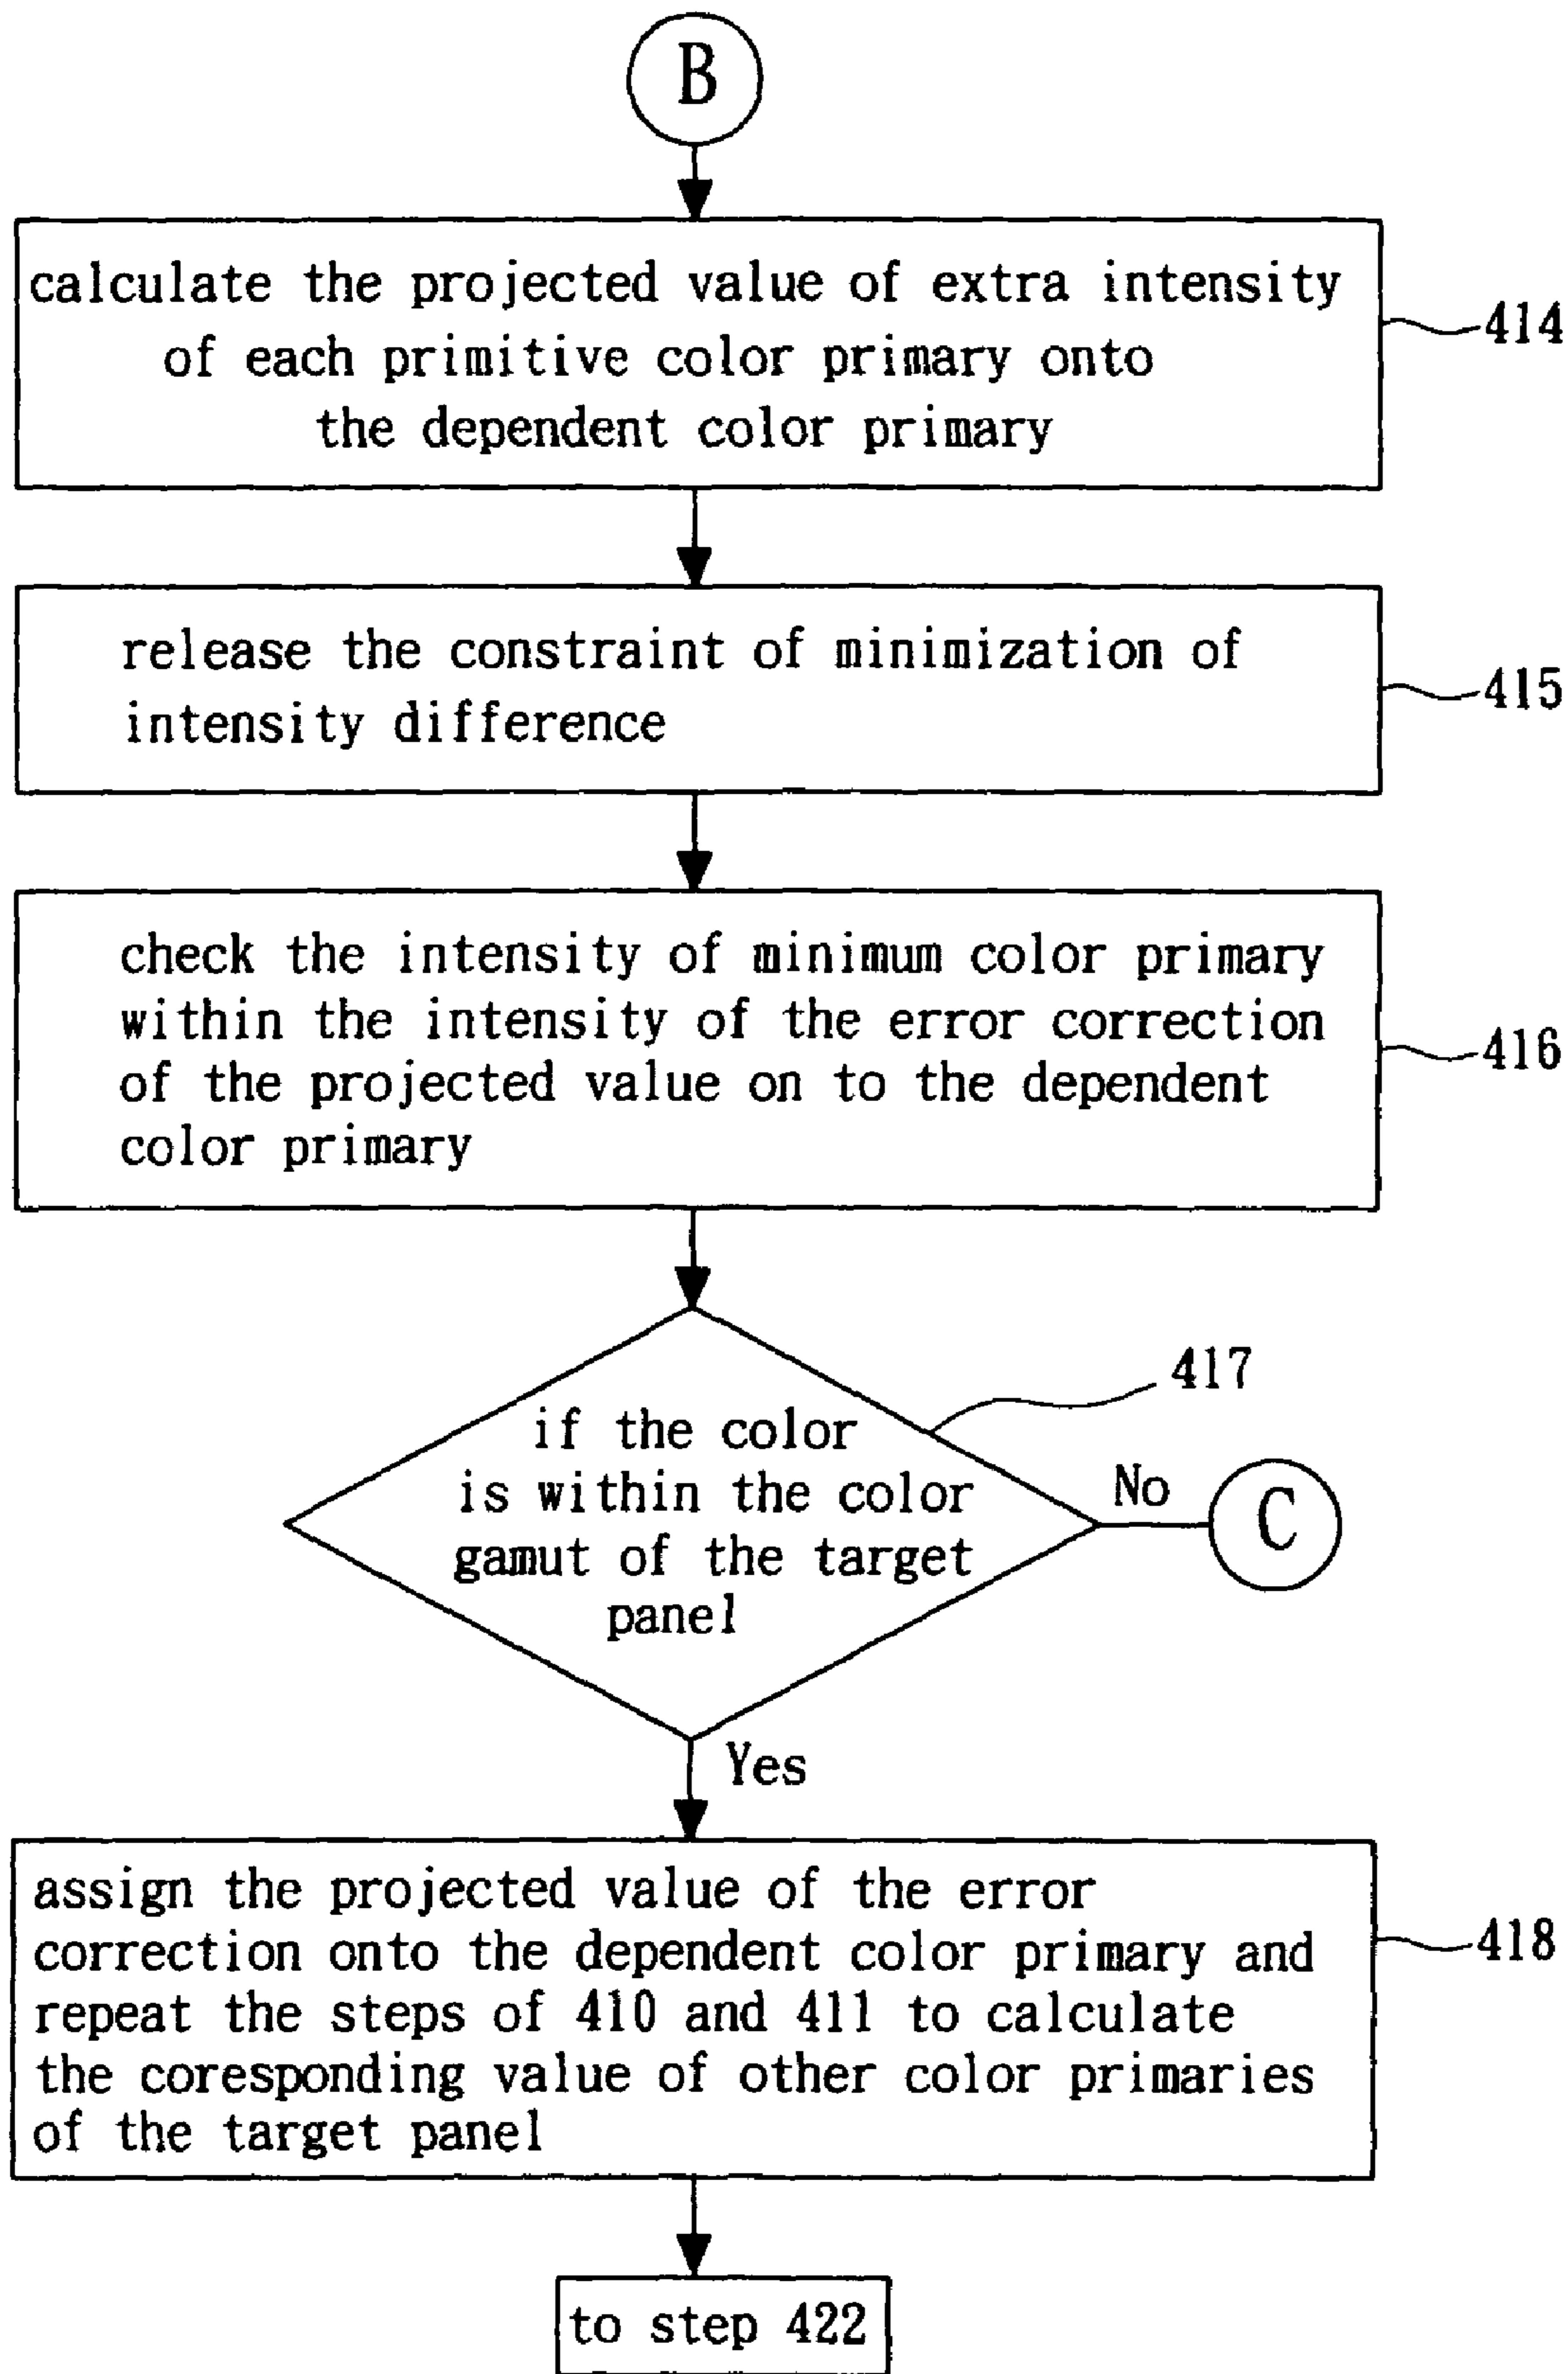 B
calculate the projected value of extra intensity
of each primitive color primary onto
the dependent color primary
414
release the constraint of minimization of
intensity difference
415
check the intensity of minimum color primary
within the intensity of the error correction
of the projected value on to the dependent
color primary
416
417
if the color
is within the color
gamut of the target
panel
No
C
Yes
assign the projected value of the error
correction onto the dependent color primary and
repeat the steps of 410 and 411 to calculate
the coresponding value of other color primaries
of the target panel
418
to step 422